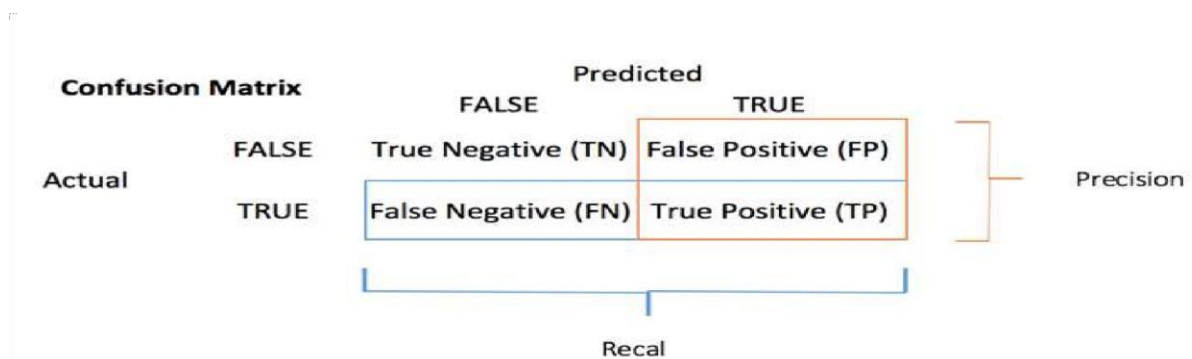 Predicted
Confusion Matrix
FALSE TRUE
FALSE True Negative (TN) False Positive (FP)
Actual Precision
TRUE False Negative (FN) True Positive (TP)
Recal